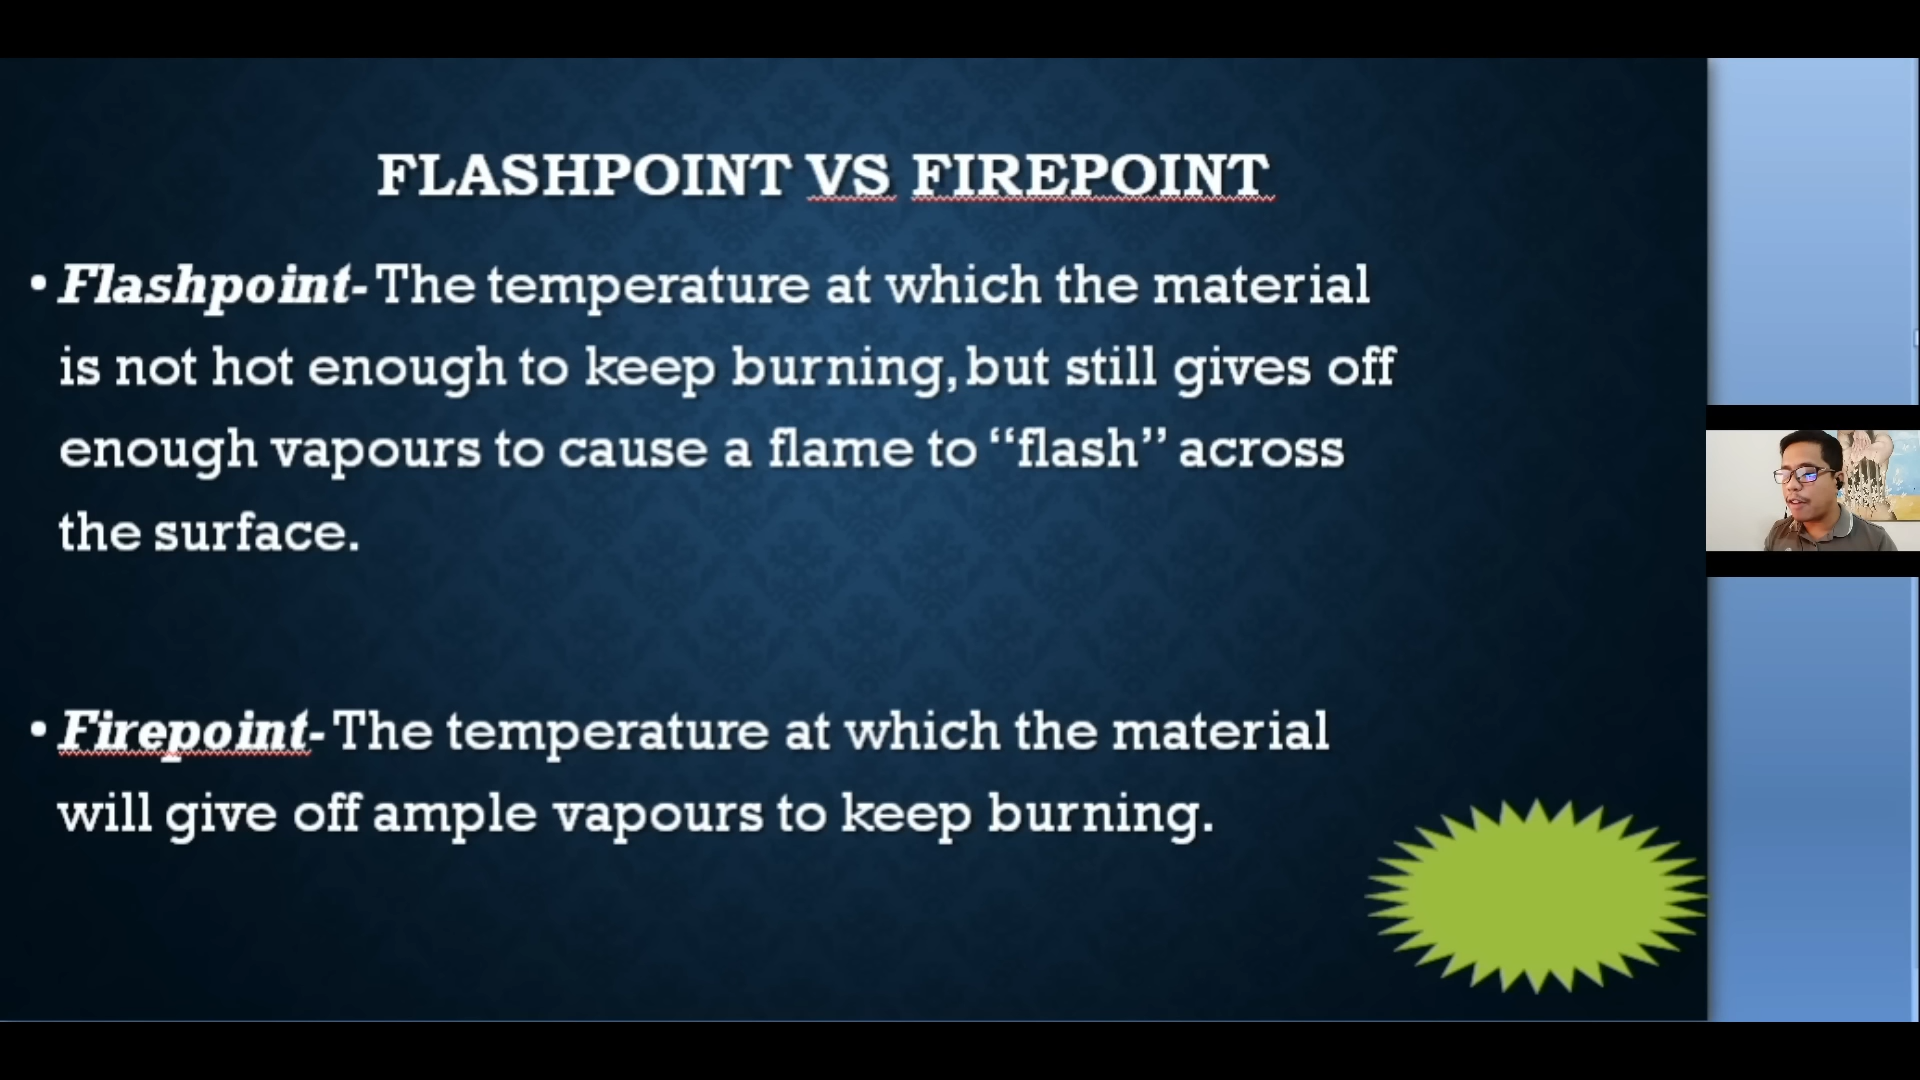 FLASHPOINT VS FIREPOINT
• Flashpoint- The temperature at which the material
is not hot enough to keep burning, but still gives off
enough vapours to cause a flame to “flash” across
the surface.
• Firepoint- The temperature at which the material
will give off ample vapours to keep burning.